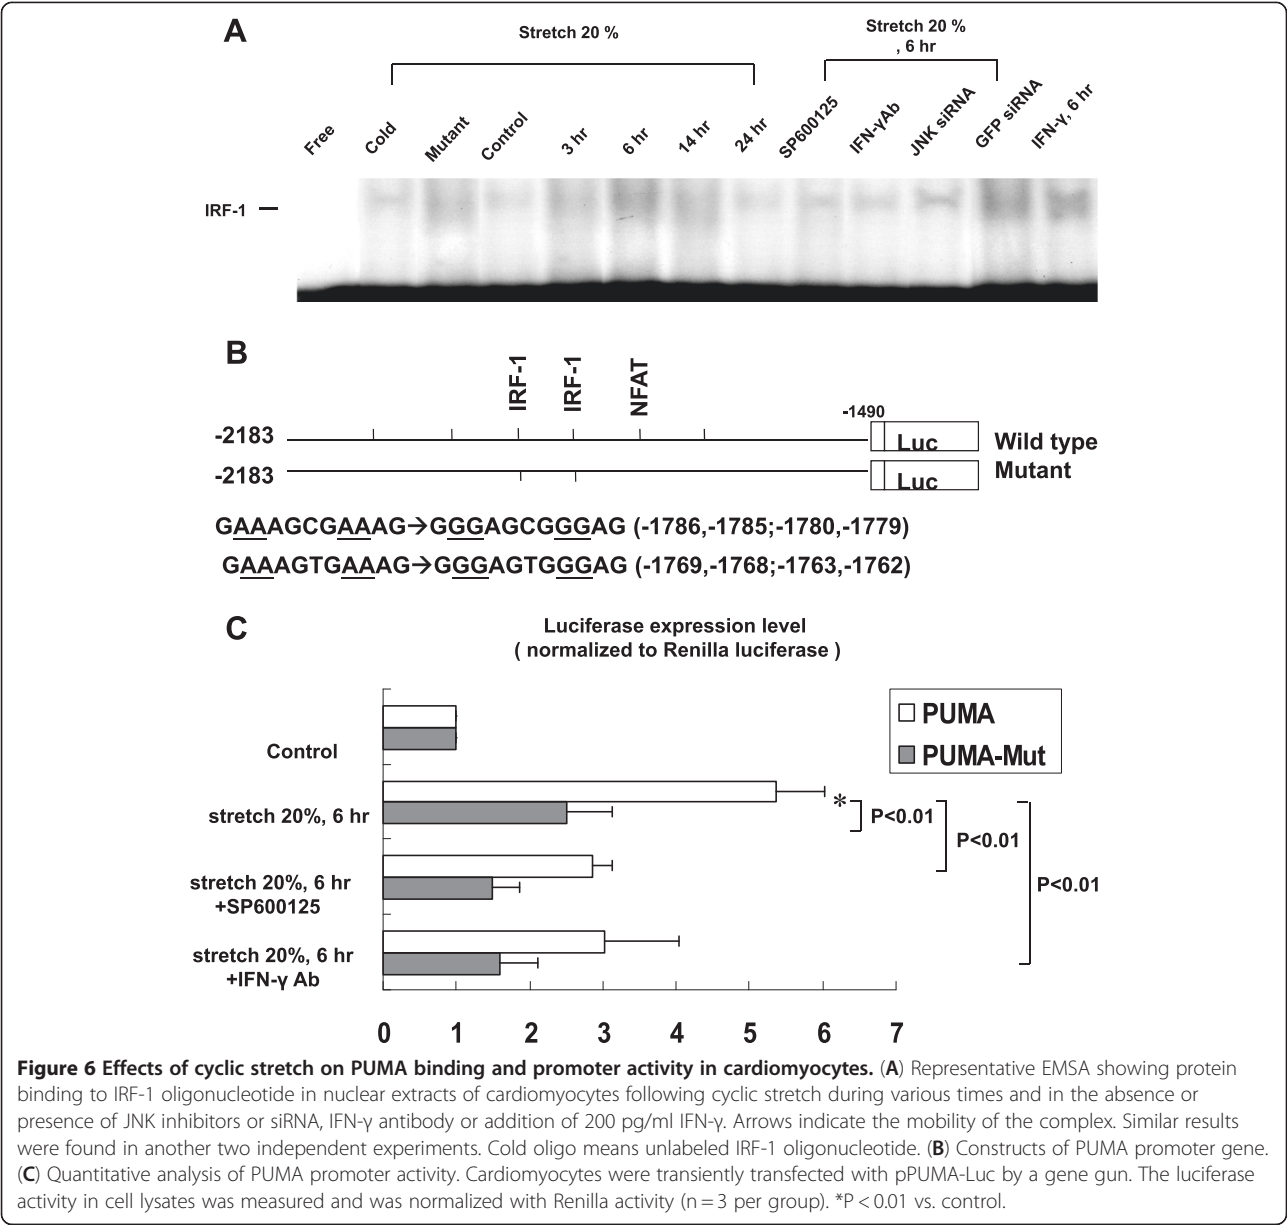 A
Stretch 20 %
Stretch 20 %
, 6 hr
Free
Cold
Mutant
Control
3 hr
6 hr
14 hr
24 hr
SP600125
IFN-γAb
JNK siRNA
GFP siRNA
IFN-γ, 6 hr
IRF-1
B
IRF-1
IRF-1
NFAT
-1490
-2183
Luc
Wild type
-2183
Luc
Mutant
GAAAGCGAAAG→GGGAGCGGGAG (-1786,-1785;-1780,-1779)
GAAAGTGAAAG→GGGAGTGGGAG (-1769,-1768;-1763,-1762)
C
Luciferase expression level
( normalized to Renilla luciferase )
PUMA
PUMA-Mut
Control
stretch 20%, 6 hr
*
P<0.01
P<0.01
P<0.01
stretch 20%, 6 hr
+SP600125
stretch 20%, 6 hr
+IFN-γ Ab
0 1 2 3 4 5 6 7
Figure 6 Effects of cyclic stretch on PUMA binding and promoter activity in cardiomyocytes. (A) Representative EMSA showing protein
binding to IRF-1 oligonucleotide in nuclear extracts of cardiomyocytes following cyclic stretch during various times and in the absence or
presence of JNK inhibitors or siRNA, IFN-γ antibody or addition of 200 pg/ml IFN-γ. Arrows indicate the mobility of the complex. Similar results
were found in another two independent experiments. Cold oligo means unlabeled IRF-1 oligonucleotide. (B) Constructs of PUMA promoter gene.
(C) Quantitative analysis of PUMA promoter activity. Cardiomyocytes were transiently transfected with pPUMA-Luc by a gene gun. The luciferase
activity in cell lysates was measured and was normalized with Renilla activity (n = 3 per group). *P < 0.01 vs. control.